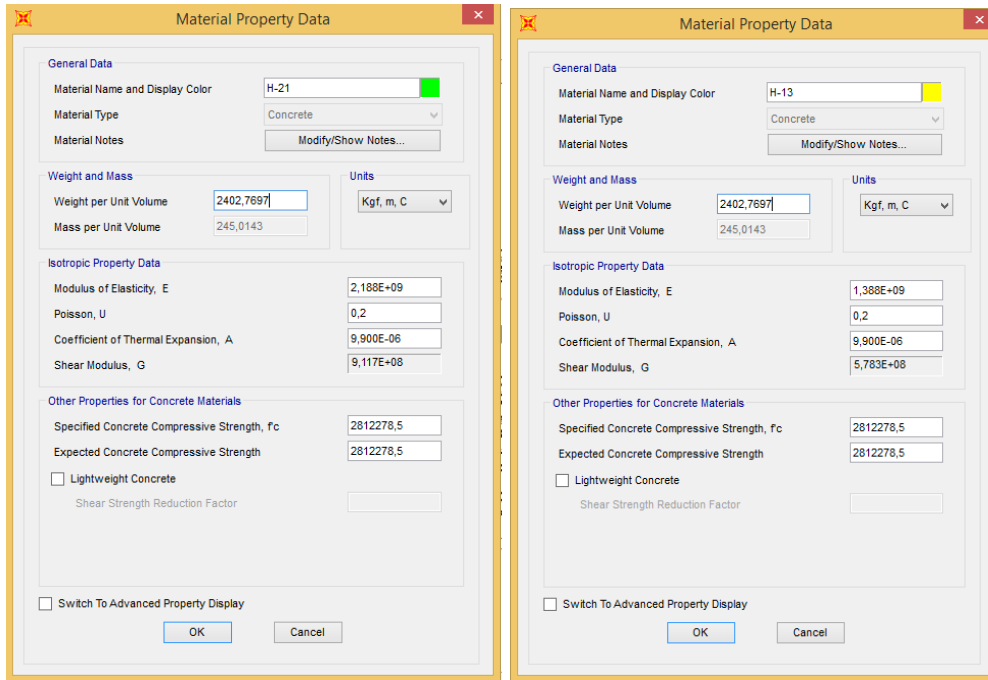 Material Property Data
General Data
Material Name and Display Color H-21
Material Type Concrete
Material Notes Modify/Show Notes...
Weight and Mass Units
Weight per Unit Volume 2402,7697 Kgf, m, C
Mass per Unit Volume 245,0143
Isotropic Property Data
Modulus of Elasticity, E 2,188E+09
Poisson, U 0,2
Coefficient of Thermal Expansion, A 9,900E-06
Shear Modulus, G 9,117E+08
Other Properties for Concrete Materials
Specified Concrete Compressive Strength, f'c 2812278,5
Expected Concrete Compressive Strength 2812278,5
Lightweight Concrete
Shear Strength Reduction Factor
Switch To Advanced Property Display
OK Cancel
Material Property Data
General Data
Material Name and Display Color H-13
Material Type Concrete
Material Notes Modify/Show Notes...
Weight and Mass Units
Weight per Unit Volume 2402,7697 Kgf, m, C
Mass per Unit Volume 245,0143
Isotropic Property Data
Modulus of Elasticity, E 1,388E+09
Poisson, U 0,2
Coefficient of Thermal Expansion, A 9,900E-06
Shear Modulus, G 5,783E+08
Other Properties for Concrete Materials
Specified Concrete Compressive Strength, f'c 2812278,5
Expected Concrete Compressive Strength 2812278,5
Lightweight Concrete
Shear Strength Reduction Factor
Switch To Advanced Property Display
OK Cancel